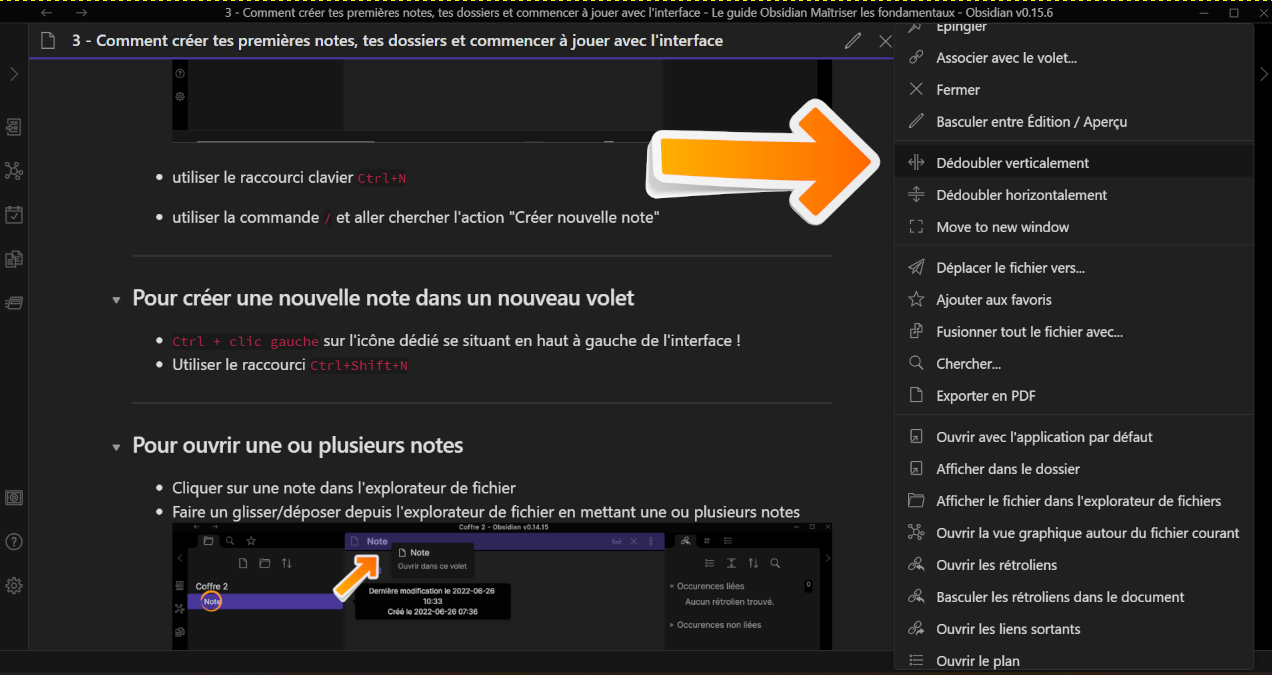 3 - Comment créer tes premières notes, tes dossiers et commencer à jouer avec l'interface - Le guide Obsidian Maîtriser les fondamentaux - Obsidian v0.15.6
3 - Comment créer tes premières notes, tes dossiers et commencer à jouer avec l'interface
• utiliser le raccourci clavier Ctrl+N
• utiliser la commande / et aller chercher l'action "Créer nouvelle note"
Pour créer une nouvelle note dans un nouveau volet
• Ctrl + clic gauche sur l'icône dédié se situant en haut à gauche de l'interface !
• Utiliser le raccourci Ctrl+Shift+N
Pour ouvrir une ou plusieurs notes
• Cliquer sur une note dans l'explorateur de fichier
• Faire un glisser/déposer depuis l'explorateur de fichier en mettant une ou plusieurs notes
Coffre 2 - Obsidian v0.14.15
Note
Note
Ouvrir dans ce volet
Coffre 2
Note
Dernière modification le 2022-06-26
10:33
Créé le 2022-06-26 07:36
Occurences liées
0
Aucun rétrolien trouvé.
Occurences non liées
Épingler
Associer avec le volet...
Fermer
Basculer entre Édition / Aperçu
Dédoubler verticalement
Dédoubler horizontalement
Move to new window
Déplacer le fichier vers...
Ajouter aux favoris
Fusionner tout le fichier avec...
Chercher...
Exporter en PDF
Ouvrir avec l'application par défaut
Afficher dans le dossier
Afficher le fichier dans l'explorateur de fichiers
Ouvrir la vue graphique autour du fichier courant
Ouvrir les rétroliens
Basculer les rétroliens dans le document
Ouvrir les liens sortants
Ouvrir le plan